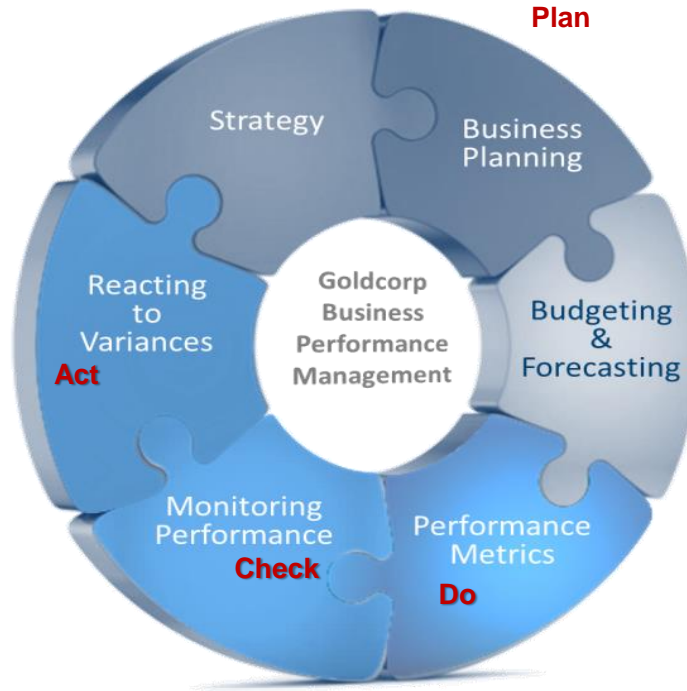 Plan
Strategy
Business
Planning
Reacting
to
Variances
Act
Goldcorp
Business
Performance
Management
Budgeting
&
Forecasting
Monitoring
Performance
Check
Performance
Metrics
Do